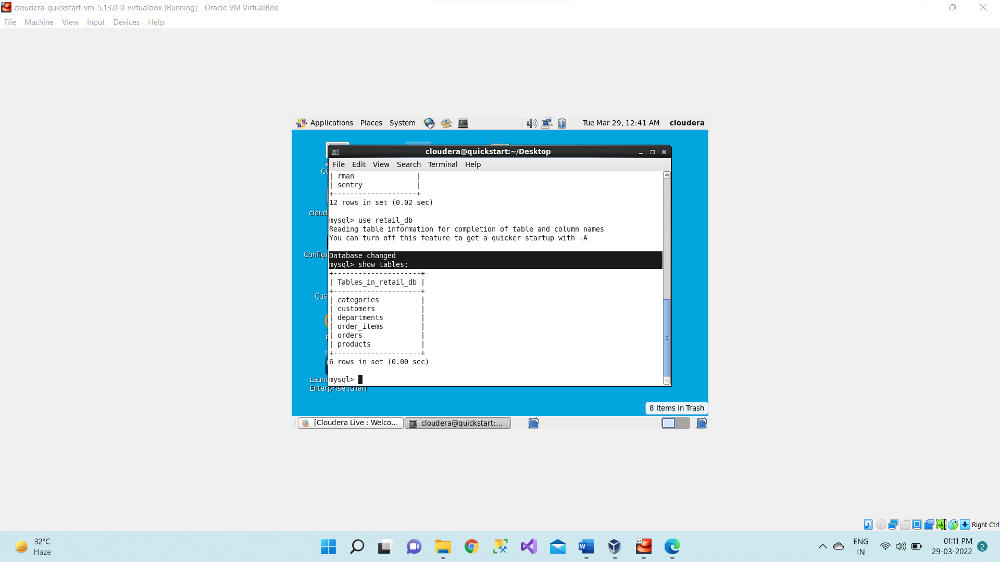 cloudera-quickstart-vm-5.13.0-0-virtualbox [Running] - Oracle VM VirtualBox
File Machine View Input Devices Help
Applications Places System Tue Mar 29, 12:41 AM cloudera
cloudera@quickstart:~/Desktop
File Edit View Search Terminal Help
| rman |
| sentry |
+--------------------+
12 rows in set (0.02 sec)
mysql> use retail_db
Reading table information for completion of table and column names
You can turn off this feature to get a quicker startup with -A
Database changed
mysql> show tables;
+---------------------+
| Tables_in_retail_db |
+---------------------+
| categories |
| customers |
| departments |
| order_items |
| orders |
| products |
+---------------------+
6 rows in set (0.00 sec)
mysql>
cloud
Configu
Cus
Laun
Enterprise (trial)
8 Items in Trash
[Cloudera Live : Welco... cloudera@quickstart:...
Right Ctrl
32°C
Haze
64
ENG
IN
01:11 PM
29-03-2022
2